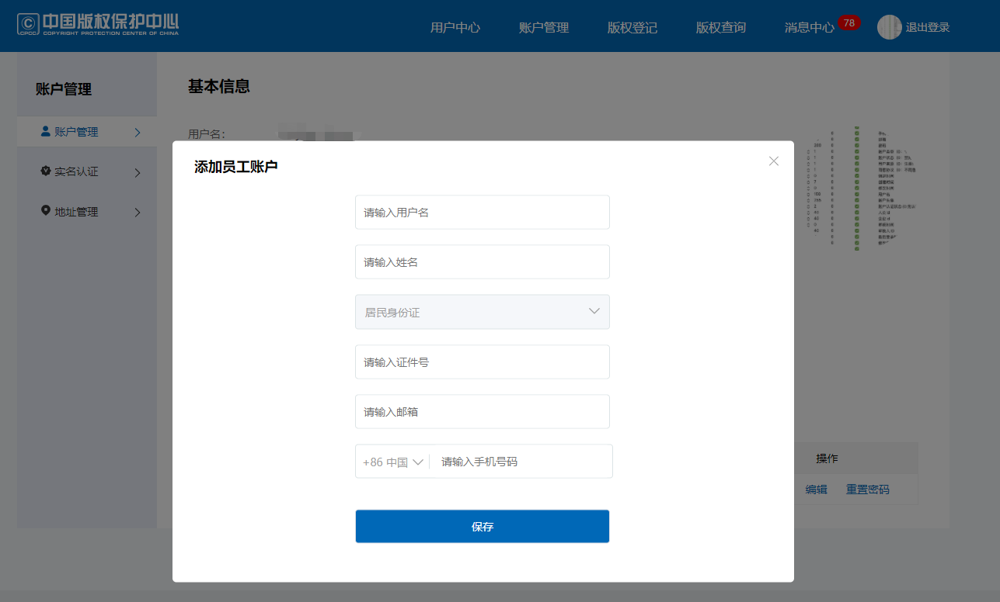 中国版权保护中心
CPCC COPYRIGHT PROTECTION CENTER OF CHINA
用户中心 账户管理 版权登记 版权查询 消息中心 78 退出登录
账户管理
账户管理
实名认证
地址管理
基本信息
用户名：
添加员工账户
请输入用户名
请输入姓名
居民身份证
请输入证件号
请输入邮箱
+86 中国 请输入手机号码
保存
操作
编辑 重置密码